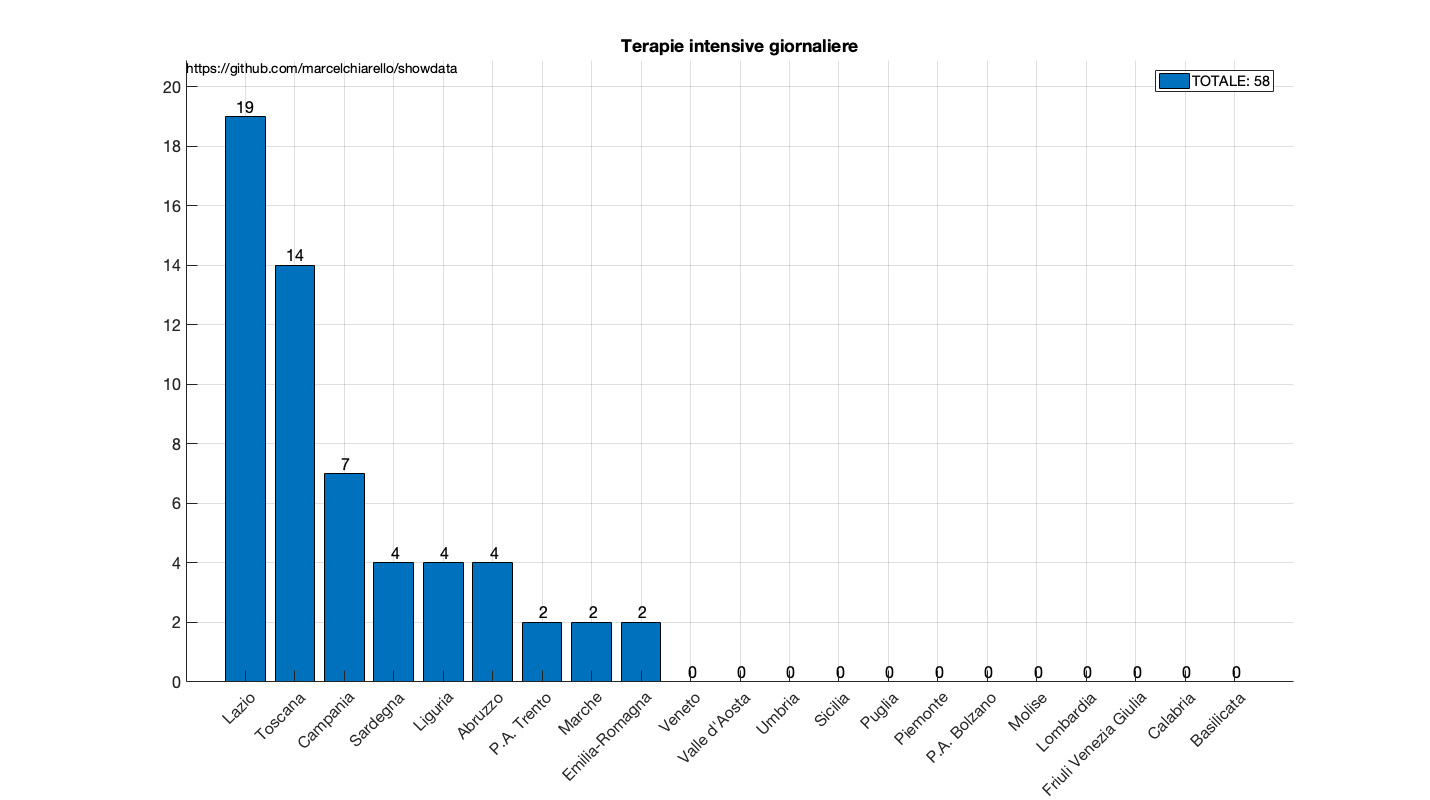 Terapie intensive giornaliere
https://github.com/marcelchiarello/showdata
TOTALE: 58
20
18
16
14
12
10
8
6
4
2
0
19
14
7
4
4
4
2
2
2
0
0
0
0
0
0
0
0
0
0
0
0
Lazio
Toscana
Campania
Sardegna
Liguria
Abruzzo
P.A. Trento
Marche
Emilia-Romagna
Veneto
Valle d'Aosta
Umbria
Sicilia
Puglia
Piemonte
P.A. Bolzano
Molise
Lombardia
Friuli Venezia Giulia
Calabria
Basilicata